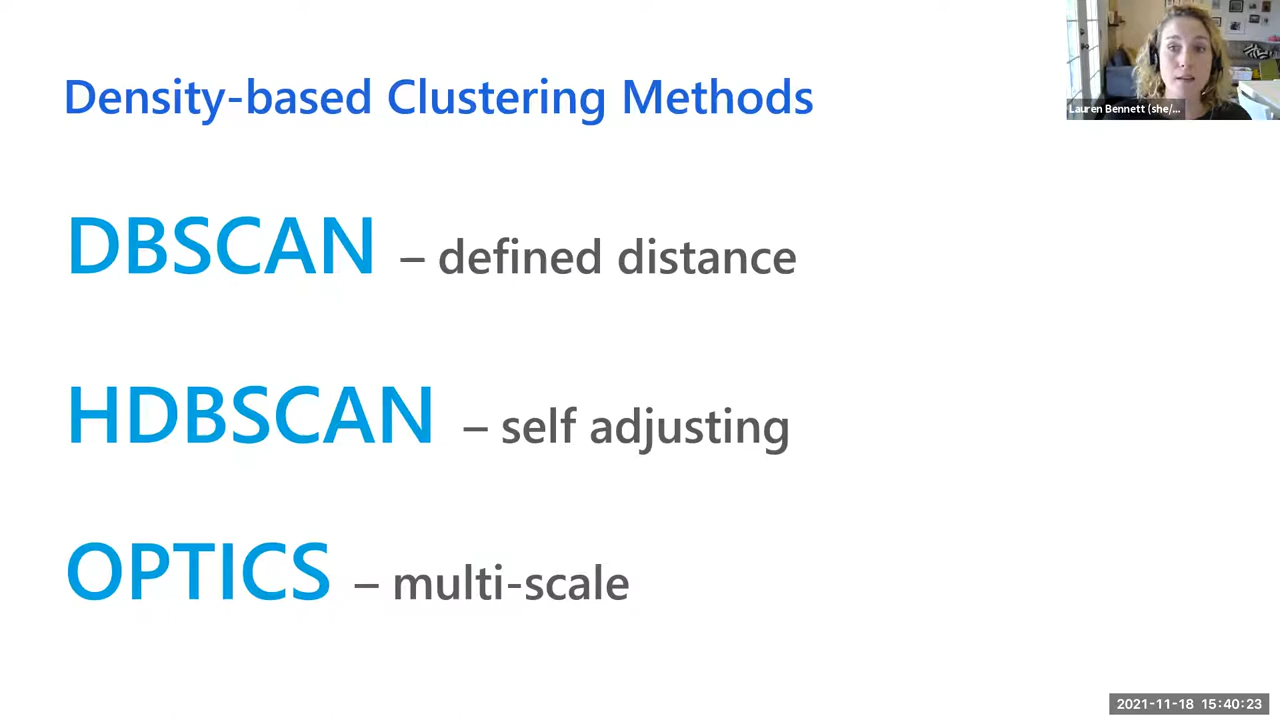 Density-based Clustering Methods
Lauren Bennett (she/...
DBSCAN – defined distance
HDBSCAN – self adjusting
OPTICS – multi-scale
2021-11-18 15:40:23